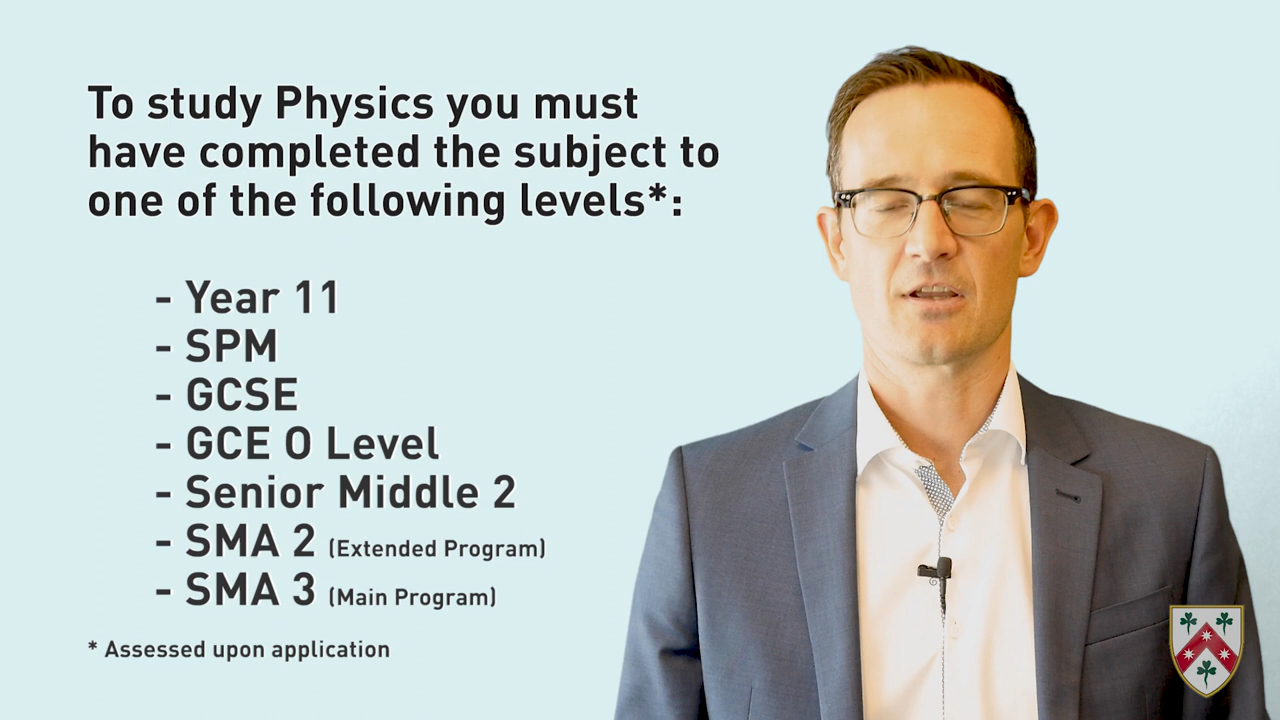 To study Physics you must
have completed the subject to
one of the following levels*:
- Year 11
- SPM
- GCSE
- GCE O Level
- Senior Middle 2
- SMA 2 (Extended Program)
- SMA 3 (Main Program)
* Assessed upon application